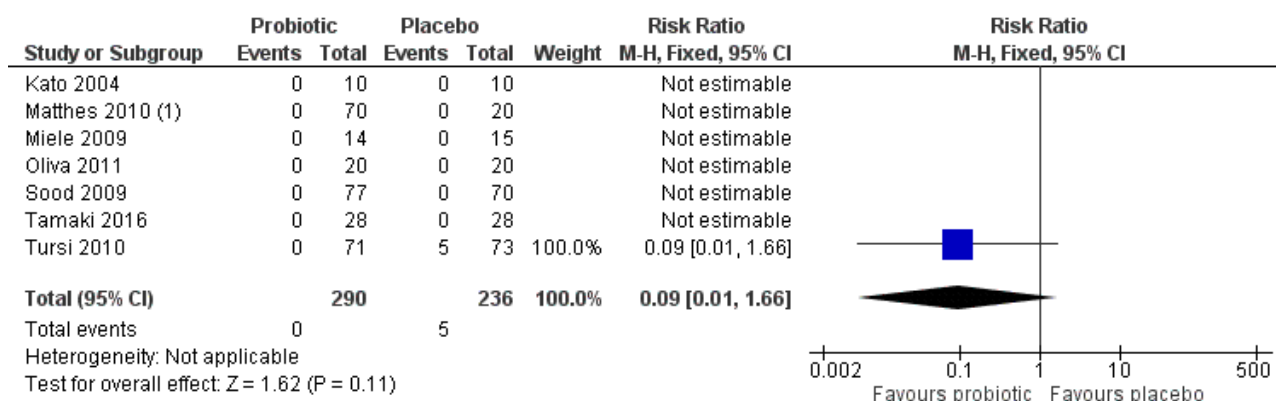 Probiotic Placebo Risk Ratio Risk Ratio
Study or Subgroup Events Total Events Total Weight M-H, Fixed, 95% CI M-H, Fixed, 95% CI
Kato 2004 0 10 0 10 Not estimable
Matthes 2010 (1) 0 70 0 20 Not estimable
Miele 2009 0 14 0 15 Not estimable
Oliva 2011 0 20 0 20 Not estimable
Sood 2009 0 77 0 70 Not estimable
Tamaki 2016 0 28 0 28 Not estimable
Tursi 2010 0 71 5 73 100.0% 0.09 [0.01, 1.66]
Total (95% CI) 290 236 100.0% 0.09 [0.01, 1.66]
Total events 0 5
Heterogeneity: Not applicable
Test for overall effect: Z = 1.62 (P = 0.11)
0.002 0.1 1 10 500
Favours probiotic Favours placebo